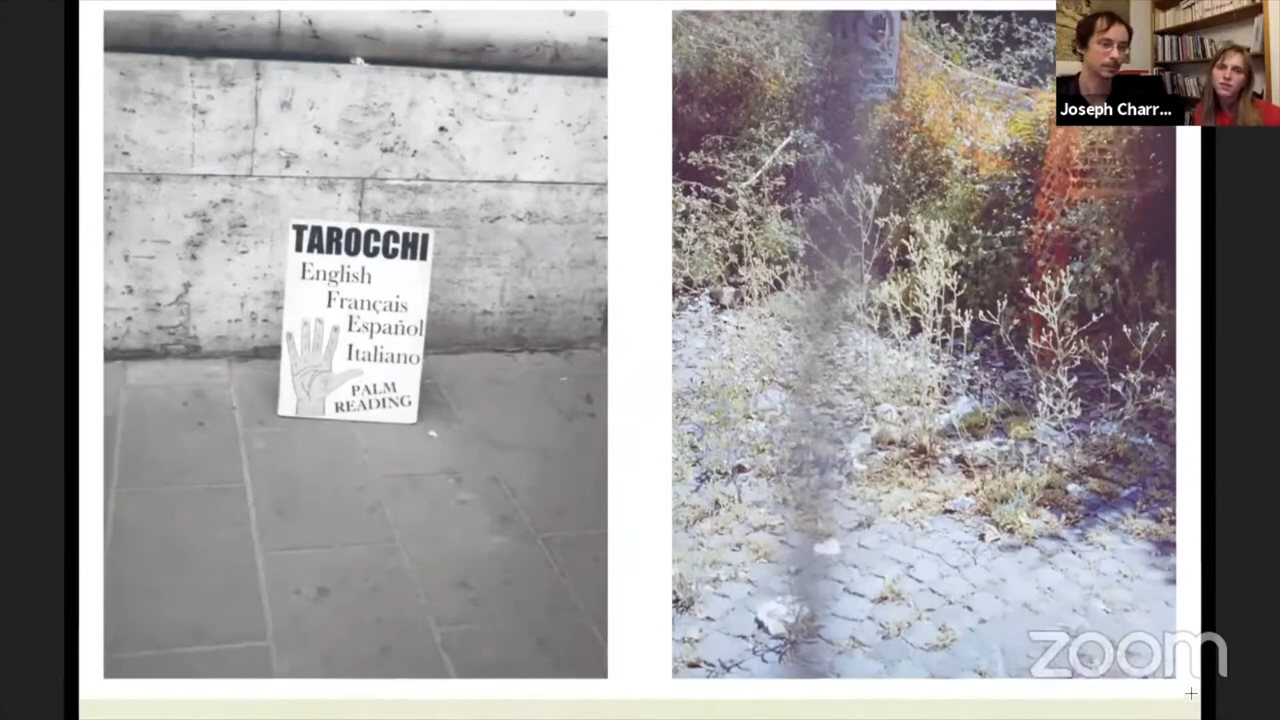 TAROCCHI
English
Français
Español
Italiano
PALM
READING
Joseph Charr...
zoom